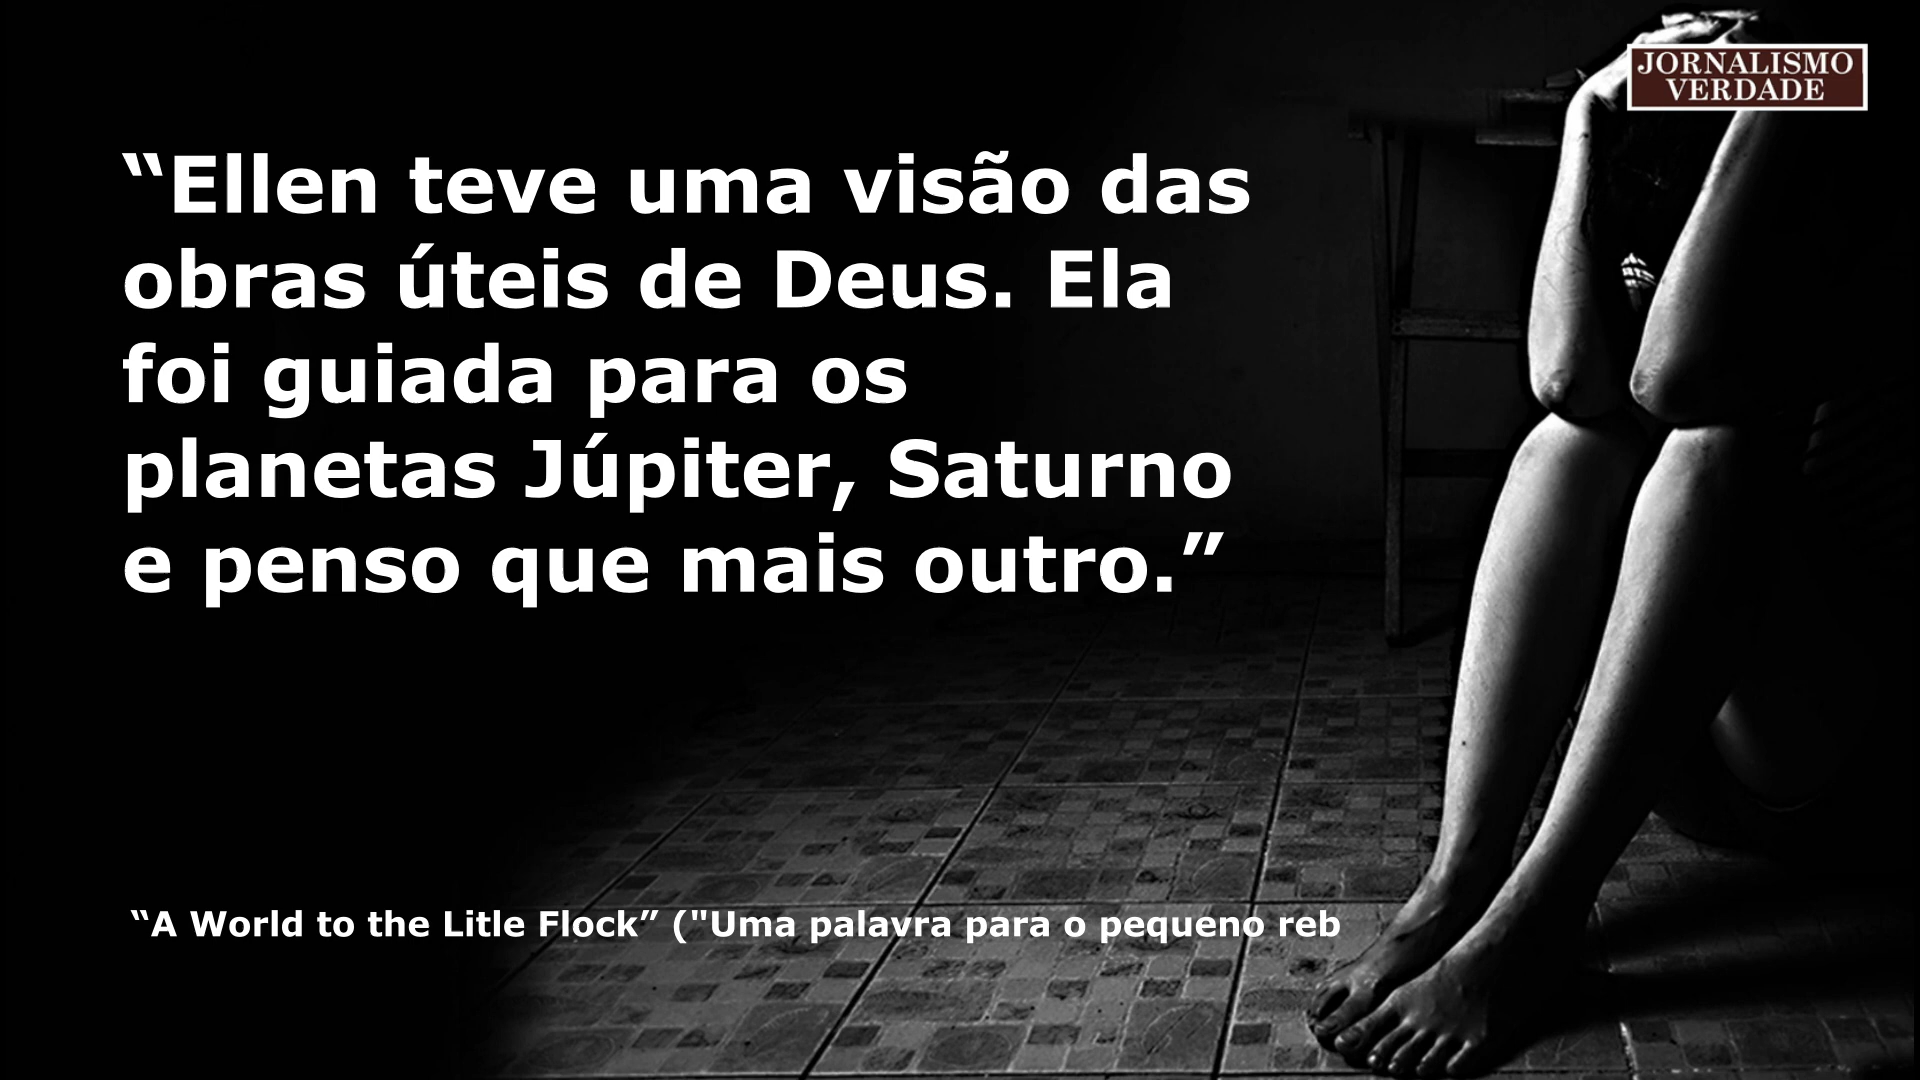 JORNALISMO
VERDADE
“Ellen teve uma visão das
obras úteis de Deus. Ela
foi guiada para os
planetas Júpiter, Saturno
e penso que mais outro.”
“A World to the Litle Flock” ("Uma palavra para o pequeno reb